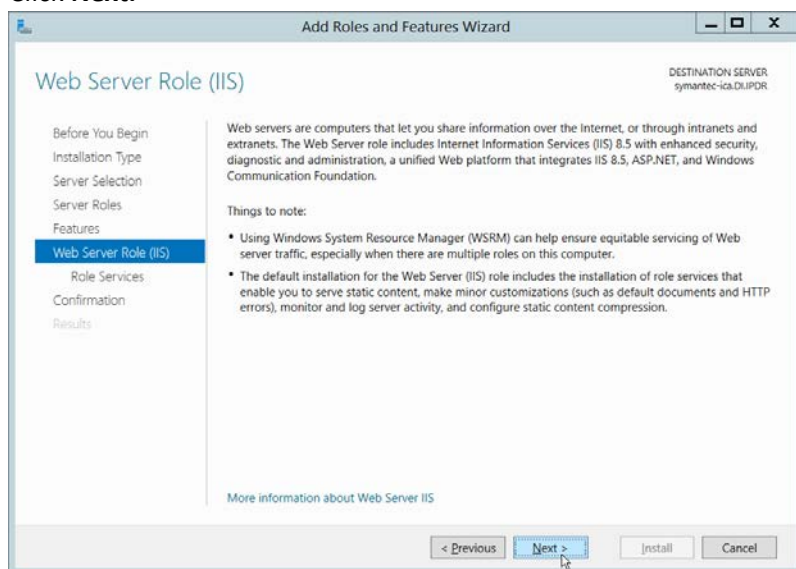 Click Next.
Add Roles and Features Wizard
Web Server Role (IIS)
DESTINATION SERVER
symantec-ica.DI.IPDR
Before You Begin
Installation Type
Server Selection
Server Roles
Features
Web Server Role (IIS)
Role Services
Confirmation
Results
Web servers are computers that let you share information over the Internet, or through intranets and
extranets. The Web Server role includes Internet Information Services (IIS) 8.5 with enhanced security,
diagnostic and administration, a unified Web platform that integrates IIS 8.5, ASP.NET, and Windows
Communication Foundation.
Things to note:
• Using Windows System Resource Manager (WSRM) can help ensure equitable servicing of Web
server traffic, especially when there are multiple roles on this computer.
• The default installation for the Web Server (IIS) role includes the installation of role services that
enable you to serve static content, make minor customizations (such as default documents and HTTP
errors), monitor and log server activity, and configure static content compression.
More information about Web Server IIS
< Previous
Next >
Install
Cancel